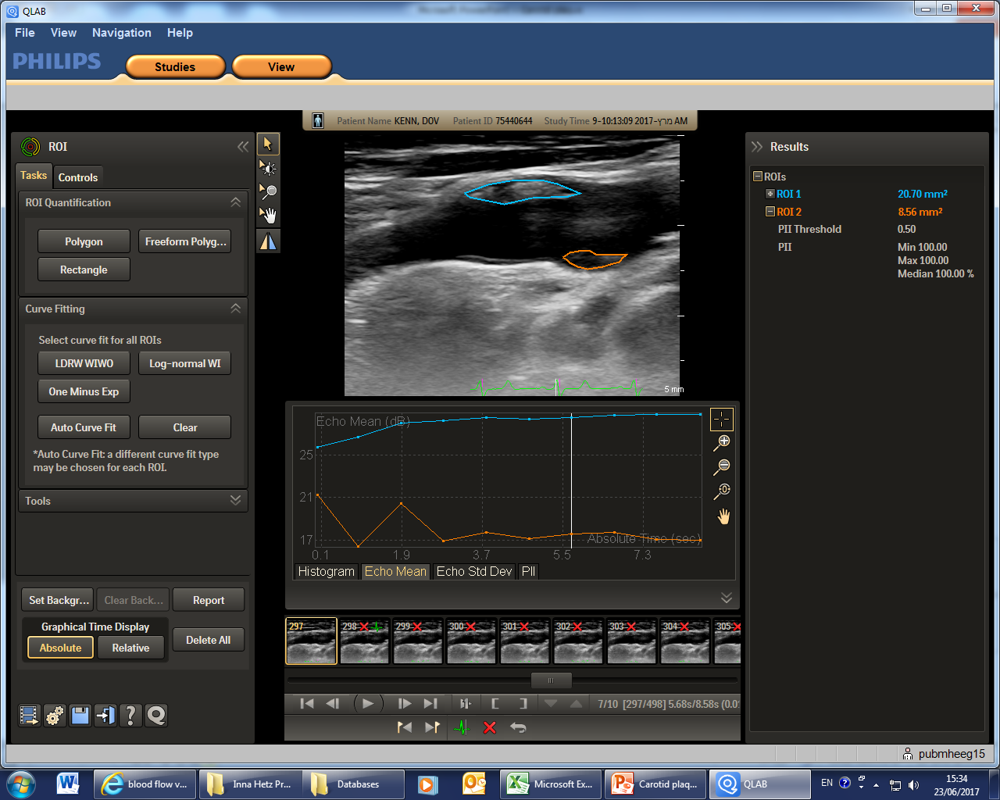 QLAB
File View Navigation Help
PHILIPS
Studies View
Patient Name KENN, DOV Patient ID 75440644 Study Time 9-מרץ-2017 10:13:09 AM
ROI
Tasks Controls
ROI Quantification
Polygon Freeform Polyg...
Rectangle
Curve Fitting
Select curve fit for all ROIs
LDRW WIWO Log-normal WI
One Minus Exp
Auto Curve Fit Clear
*Auto Curve Fit: a different curve fit type
may be chosen for each ROI.
Tools
Set Backgr... Clear Back... Report
Graphical Time Display
Absolute Relative
Delete All
5 mm
Echo Mean (dB)
25
21
17
Absolute Time (sec)
0.1 1.9 3.7 5.5 7.3
Histogram Echo Mean Echo Std Dev PII
297 298 299 300 301 302 303 304 305
7/10 [297/498] 5.68s/8.58s (0.0
Results
ROIs
ROI 1 20.70 mm²
ROI 2 8.56 mm²
PII Threshold 0.50
PII Min 100.00
Max 100.00
Median 100.00 %
pubmheeg15
blood flow v... Inna Hetz Pr... Databases Microsoft Ex... Carotid plaq... QLAB
EN
15:34
23/06/2017